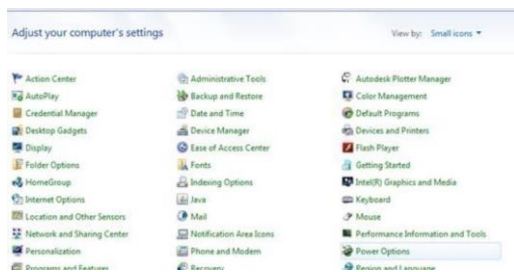 Adjust your computer's settings
View by: Small icons
Action Center
Administrative Tools
Autodesk Plotter Manager
AutoPlay
Backup and Restore
Color Management
Credential Manager
Date and Time
Default Programs
Desktop Gadgets
Device Manager
Devices and Printers
Display
Ease of Access Center
Flash Player
Folder Options
Fonts
Getting Started
HomeGroup
Indexing Options
Intel(R) Graphics and Media
Internet Options
Java
Keyboard
Location and Other Sensors
Mail
Mouse
Network and Sharing Center
Notification Area Icons
Performance Information and Tools
Personalization
Phone and Modem
Power Options
Programs and Features
Recovery
Region and Language